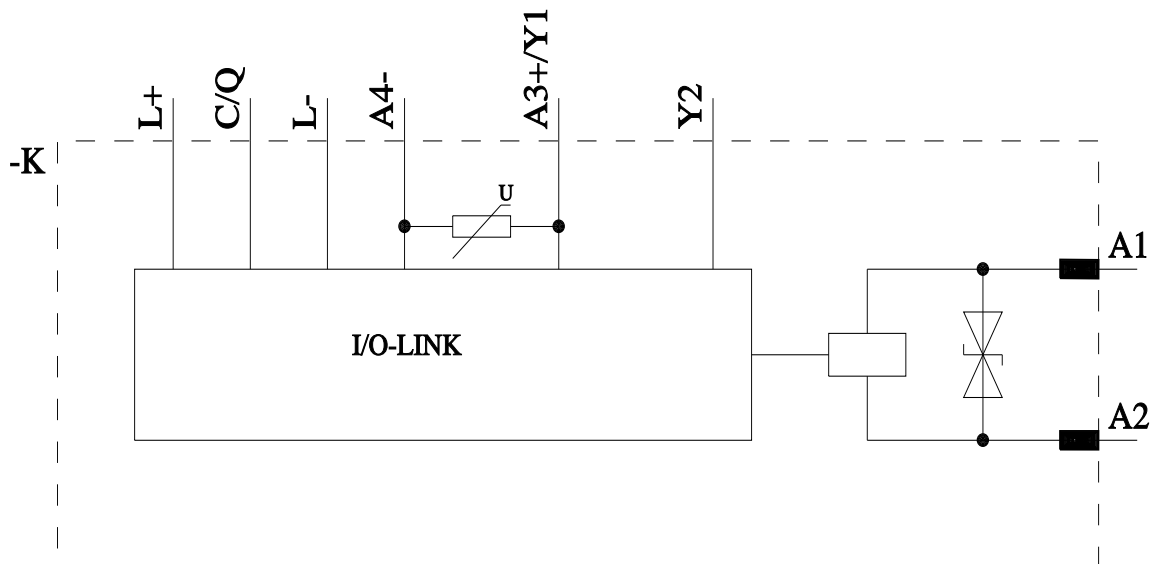 L+
C/Q
L-
A4-
A3+/Y1
Y2
-K
U
A1
I/O-LINK
A2